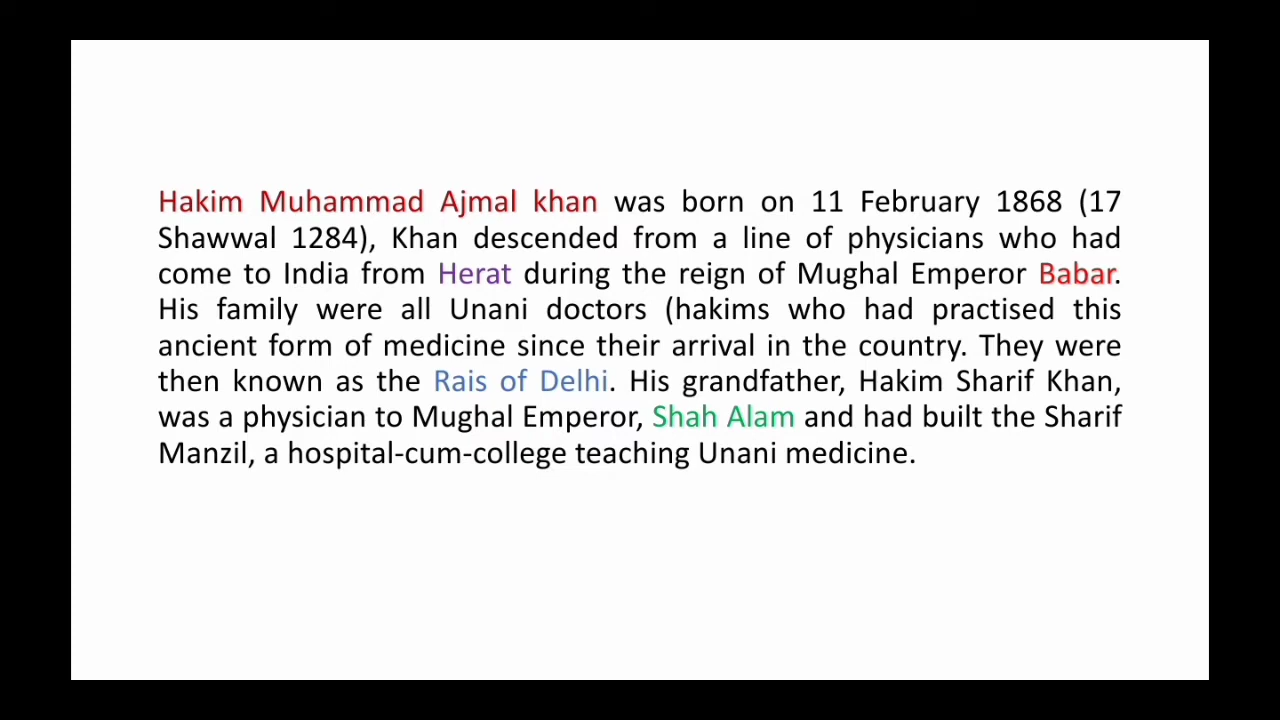 Hakim Muhammad Ajmal khan was born on 11 February 1868 (17
Shawwal 1284), Khan descended from a line of physicians who had
come to India from Herat during the reign of Mughal Emperor Babar.
His family were all Unani doctors (hakims who had practised this
ancient form of medicine since their arrival in the country. They were
then known as the Rais of Delhi. His grandfather, Hakim Sharif Khan,
was a physician to Mughal Emperor, Shah Alam and had built the Sharif
Manzil, a hospital-cum-college teaching Unani medicine.